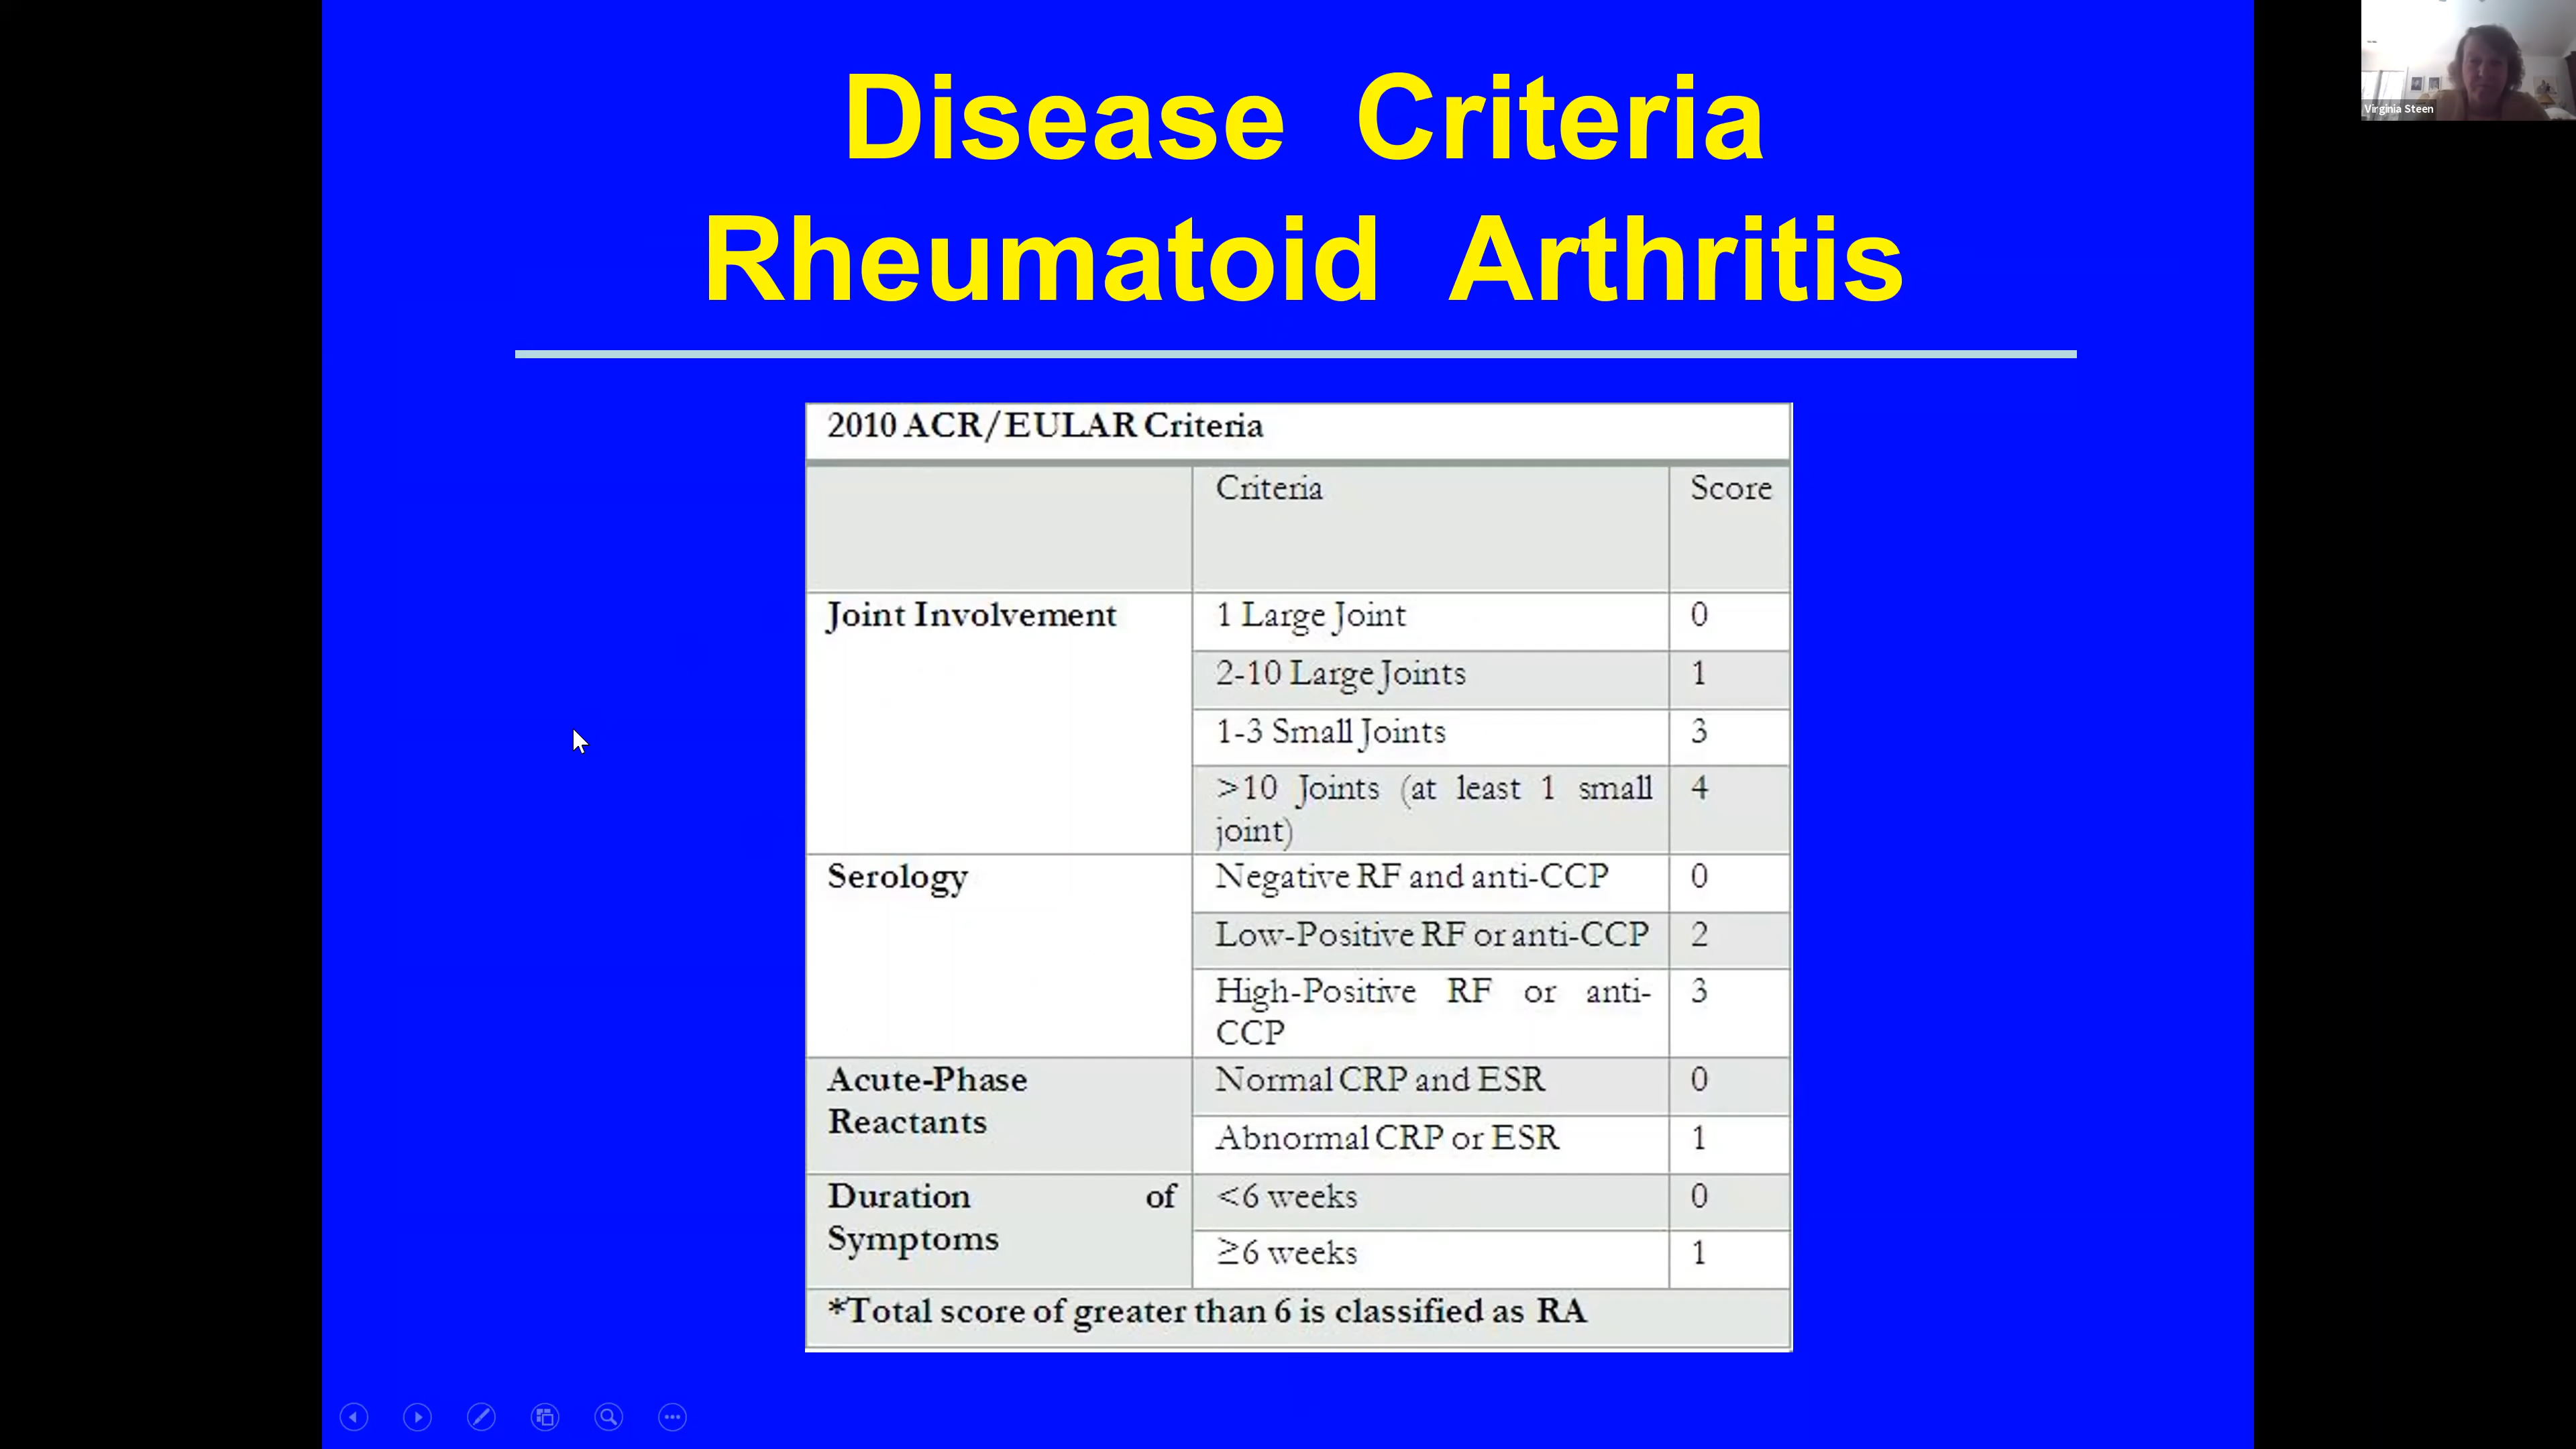 Disease Criteria
Rheumatoid Arthritis
Virginia Steen
2010 ACR/EULAR Criteria
Criteria Score
Joint Involvement 1 Large Joint 0
2-10 Large Joints 1
1-3 Small Joints 3
>10 Joints (at least 1 small 4
joint)
Serology Negative RF and anti-CCP 0
Low-Positive RF or anti-CCP 2
High-Positive RF or anti- 3
CCP
Acute-Phase Normal CRP and ESR 0
Reactants
Abnormal CRP or ESR 1
Duration of <6 weeks 0
Symptoms
≥6 weeks 1
*Total score of greater than 6 is classified as RA